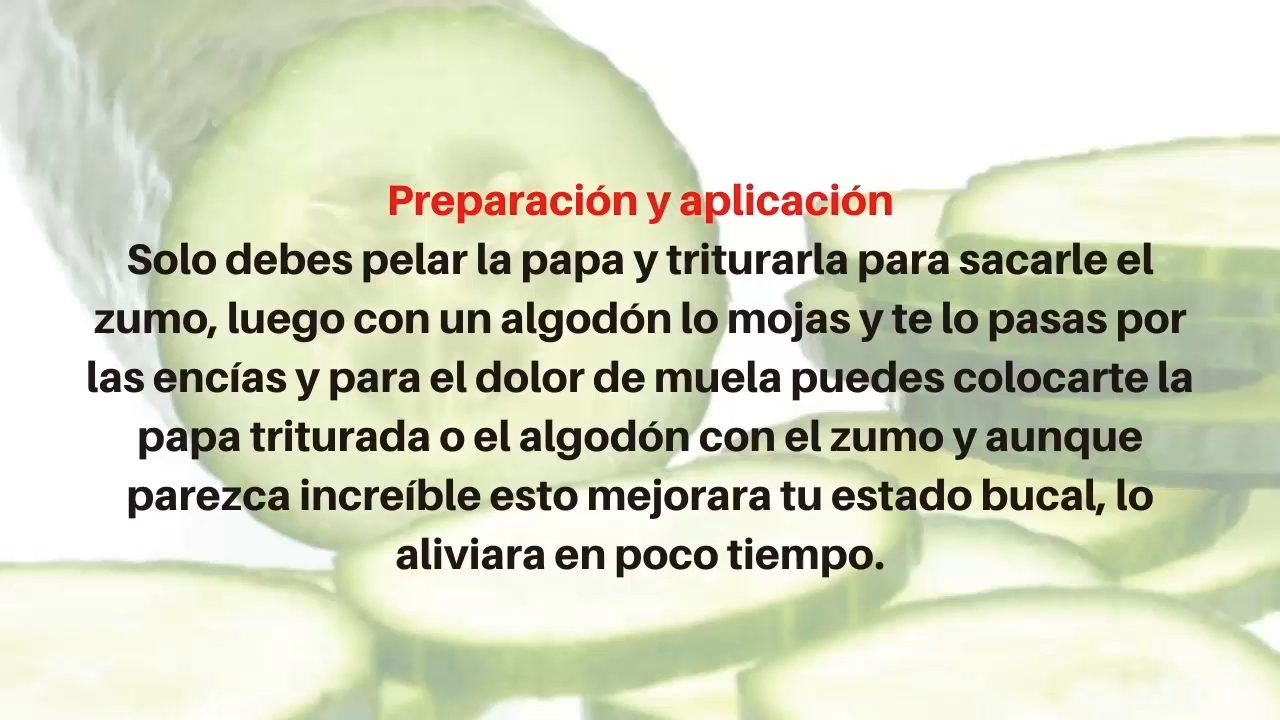 Preparación y aplicación
Solo debes pelar la papa y triturarla para sacarle el
zumo, luego con un algodón lo mojas y te lo pasas por
las encías y para el dolor de muela puedes colocarte la
papa triturada o el algodón con el zumo y aunque
parezca increíble esto mejorara tu estado bucal, lo
aliviara en poco tiempo.